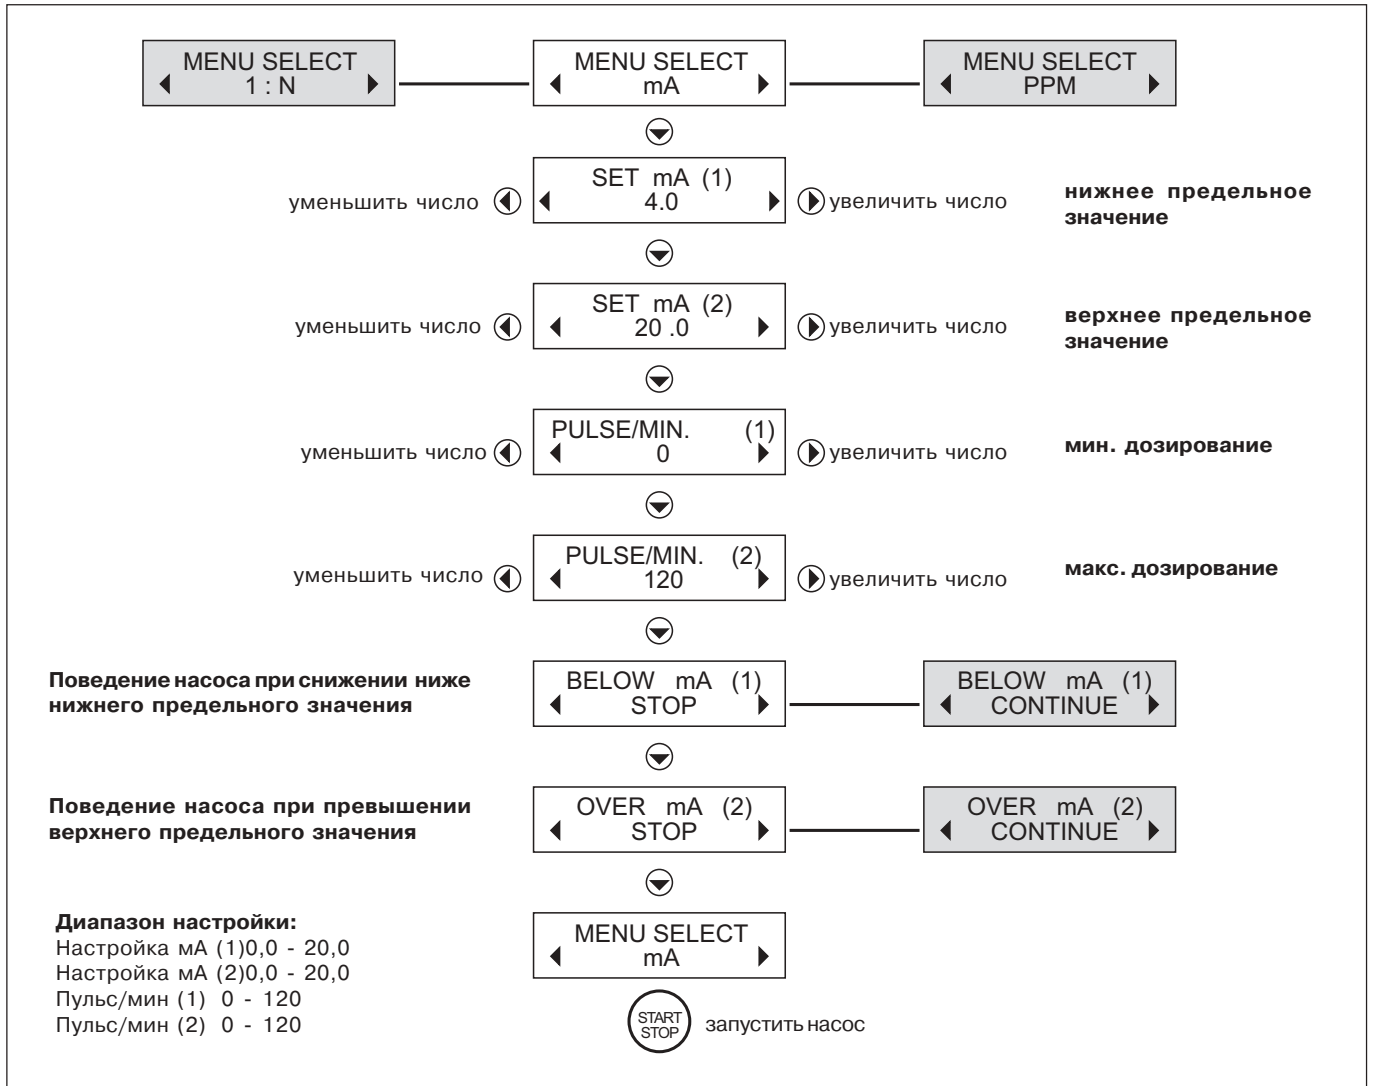 MENU SELECT
1 : N
MENU SELECT
mA
MENU SELECT
PPM
SET mA (1)
4.0
уменьшить число
увеличить число
нижнее предельное
значение
SET mA (2)
20 .0
уменьшить число
увеличить число
верхнее предельное
значение
PULSE/MIN. (1)
0
уменьшить число
увеличить число
мин. дозирование
PULSE/MIN. (2)
120
уменьшить число
увеличить число
макс. дозирование
Поведение насоса при снижении ниже
нижнего предельного значения
BELOW mA (1)
STOP
BELOW mA (1)
CONTINUE
Поведение насоса при превышении
верхнего предельного значения
OVER mA (2)
STOP
OVER mA (2)
CONTINUE
Диапазон настройки:
Настройка мА (1)0,0 - 20,0
Настройка мА (2)0,0 - 20,0
Пульс/мин (1) 0 - 120
Пульс/мин (2) 0 - 120
MENU SELECT
mA
START
STOP
запустить насос